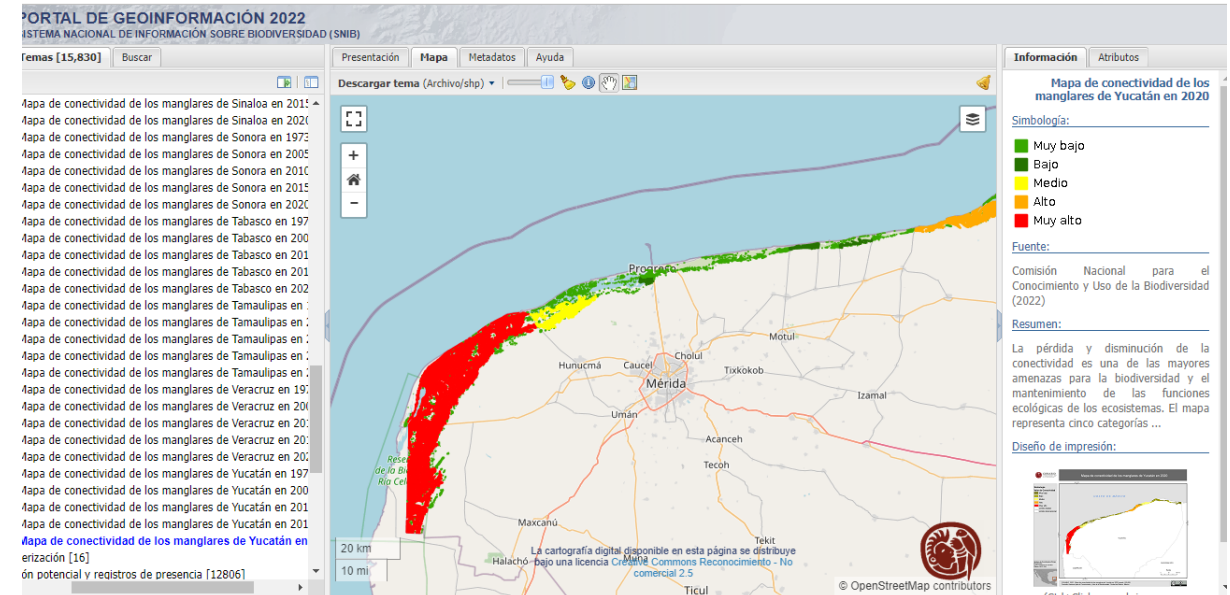 PORTAL DE GEOINFORMACIÓN 2022
SISTEMA NACIONAL DE INFORMACIÓN SOBRE BIODIVERSIDAD (SNIB)
Temas [15,830]
Buscar
Mapa de conectividad de los manglares de Sinaloa en 2015
Mapa de conectividad de los manglares de Sinaloa en 2020
Mapa de conectividad de los manglares de Sonora en 1973
Mapa de conectividad de los manglares de Sonora en 2005
Mapa de conectividad de los manglares de Sonora en 2010
Mapa de conectividad de los manglares de Sonora en 2015
Mapa de conectividad de los manglares de Sonora en 2020
Mapa de conectividad de los manglares de Tabasco en 197
Mapa de conectividad de los manglares de Tabasco en 200
Mapa de conectividad de los manglares de Tabasco en 201
Mapa de conectividad de los manglares de Tabasco en 201
Mapa de conectividad de los manglares de Tabasco en 202
Mapa de conectividad de los manglares de Tamaulipas en
Mapa de conectividad de los manglares de Tamaulipas en
Mapa de conectividad de los manglares de Tamaulipas en
Mapa de conectividad de los manglares de Tamaulipas en
Mapa de conectividad de los manglares de Tamaulipas en
Mapa de conectividad de los manglares de Veracruz en 197
Mapa de conectividad de los manglares de Veracruz en 200
Mapa de conectividad de los manglares de Veracruz en 201
Mapa de conectividad de los manglares de Veracruz en 201
Mapa de conectividad de los manglares de Veracruz en 202
Mapa de conectividad de los manglares de Yucatán en 197
Mapa de conectividad de los manglares de Yucatán en 200
Mapa de conectividad de los manglares de Yucatán en 201
Mapa de conectividad de los manglares de Yucatán en 201
Mapa de conectividad de los manglares de Yucatán en
erización [16]
ón potencial y registros de presencia [12806]
Presentación
Mapa
Metadatos
Ayuda
Descargar tema (Archivo/shp)
+
−
Progreso
Motul
Cholul
Hunucmá
Caucel
Tixkokob
Mérida
Izamal
Umán
Acanceh
Rese
de la Bi
Ría Cel
Tecoh
Maxcanú
Tekit
Halachó
Muna
Ticul
20 km
10 mi
La cartografía digital disponible en esta página se distribuye
bajo una licencia Creative Commons Reconocimiento - No
comercial 2.5
© OpenStreetMap contributors
Información
Atributos
Mapa de conectividad de los
manglares de Yucatán en 2020
Simbología:
Muy bajo
Bajo
Medio
Alto
Muy alto
Fuente:
Comisión Nacional para el
Conocimiento y Uso de la Biodiversidad
(2022)
Resumen:
La pérdida y disminución de la
conectividad es una de las mayores
amenazas para la biodiversidad y el
mantenimiento de las funciones
ecológicas de los ecosistemas. El mapa
representa cinco categorías ...
Diseño de impresión:
Mapa de conectividad de los manglares de Yucatán en 2020